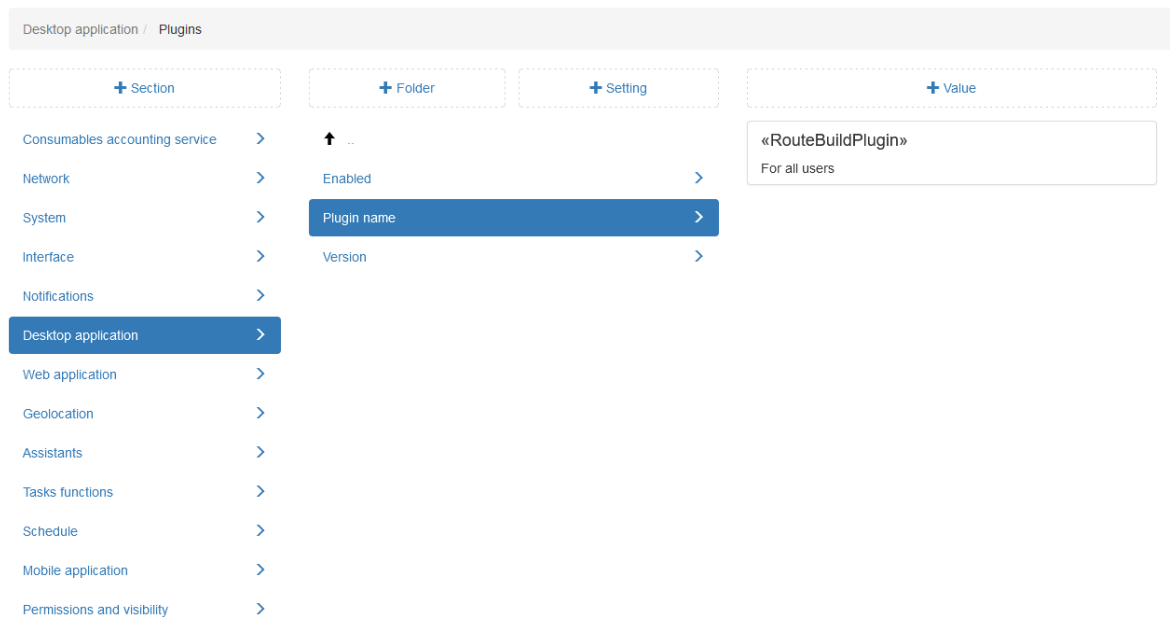 Desktop application / Plugins
+ Section
+ Folder
+ Setting
+ Value
Consumables accounting service
Network
System
Interface
Notifications
Desktop application
Web application
Geolocation
Assistants
Tasks functions
Schedule
Mobile application
Permissions and visibility
..
Enabled
Plugin name
Version
«RouteBuildPlugin»
For all users